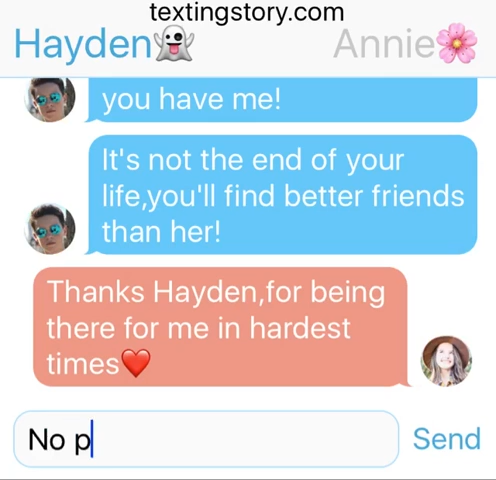 textingstory.com
Hayden👻 Annie🌸
you have me!
It's not the end of your
life,you'll find better friends
than her!
Thanks Hayden,for being
there for me in hardest
times❤️
No p
Send